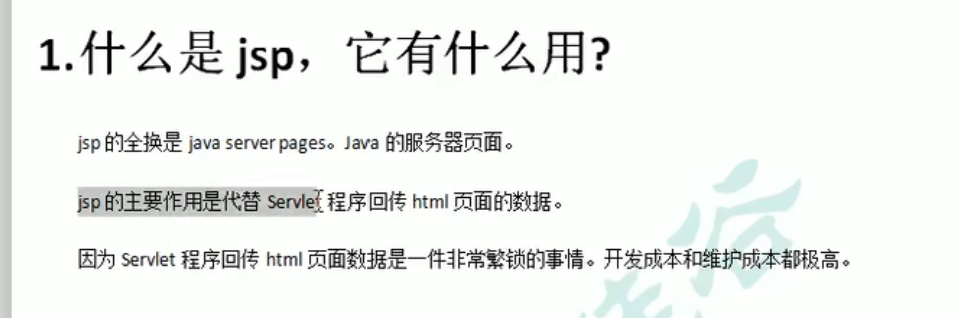 1.什么是 jsp，它有什么用?
jsp 的全换是 java server pages。Java 的服务器页面。
jsp 的主要作用是代替 Servlet 程序回传 html 页面的数据。
因为 Servlet 程序回传 html 页面数据是一件非常繁锁的事情。开发成本和维护成本都极高。